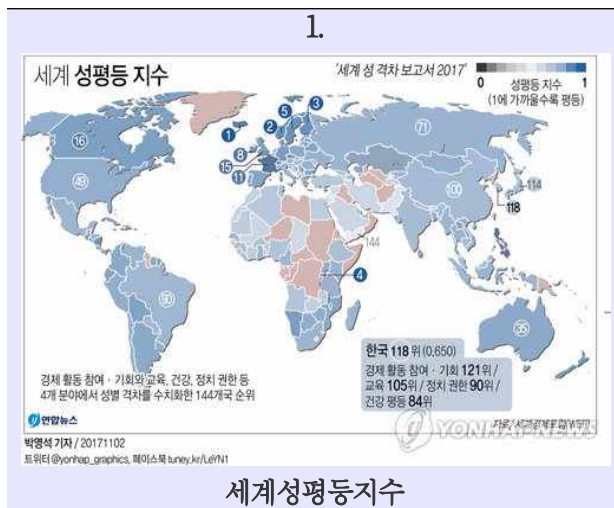 1.
세계 성평등 지수
'세계 성 격차 보고서 2017'
0 성평등 지수 1
(1에 가까울수록 평등)
5
3
1
2
16
8
15
11
49
71
100
114
118
144
4
90
35
한국 118위 (0.650)
경제 활동 참여·기회 121위 /
교육 105위 / 정치 권한 90위 /
건강 평등 84위
경제 활동 참여·기회와 교육, 건강, 정치 권한 등
4개 분야에서 성별 격차를 수치화한 144개국 순위
연합뉴스
YONHAP NEWS
박영석 기자 / 20171102
트위터 @yonhap_graphics, 페이스북 tuney.kr/LeYN1
세계성평등지수